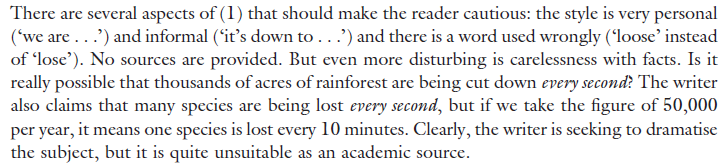 There are several aspects of (1) that should make the reader cautious: the style is very personal
(‘we are . . .’) and informal (‘it’s down to . . .’) and there is a word used wrongly (‘loose’ instead
of ‘lose’). No sources are provided. But even more disturbing is carelessness with facts. Is it
really possible that thousands of acres of rainforest are being cut down every second? The writer
also claims that many species are being lost every second, but if we take the figure of 50,000
per year, it means one species is lost every 10 minutes. Clearly, the writer is seeking to dramatise
the subject, but it is quite unsuitable as an academic source.